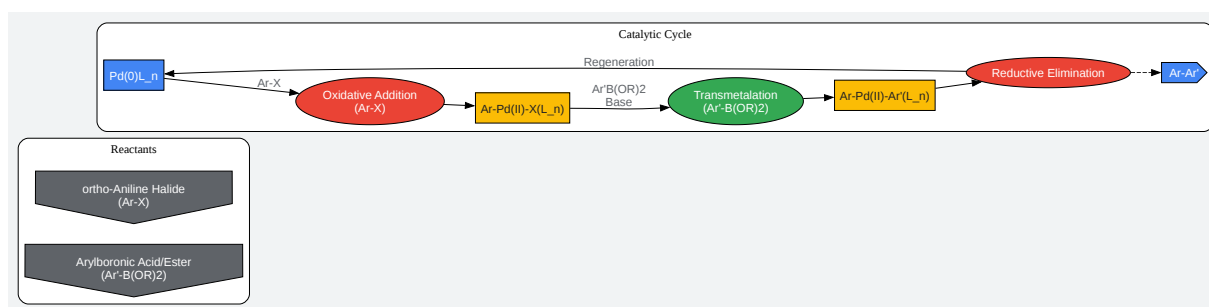 Catalytic Cycle
Pd(0)L_n
Ar-X
Regeneration
Oxidative Addition
(Ar-X)
Ar-Pd(II)-X(L_n)
Ar'B(OR)2
Base
Transmetalation
(Ar'-B(OR)2)
Ar-Pd(II)-Ar'(L_n)
Reductive Elimination
Ar-Ar'
Reactants
ortho-Aniline Halide
(Ar-X)
Arylboronic Acid/Ester
(Ar'-B(OR)2)